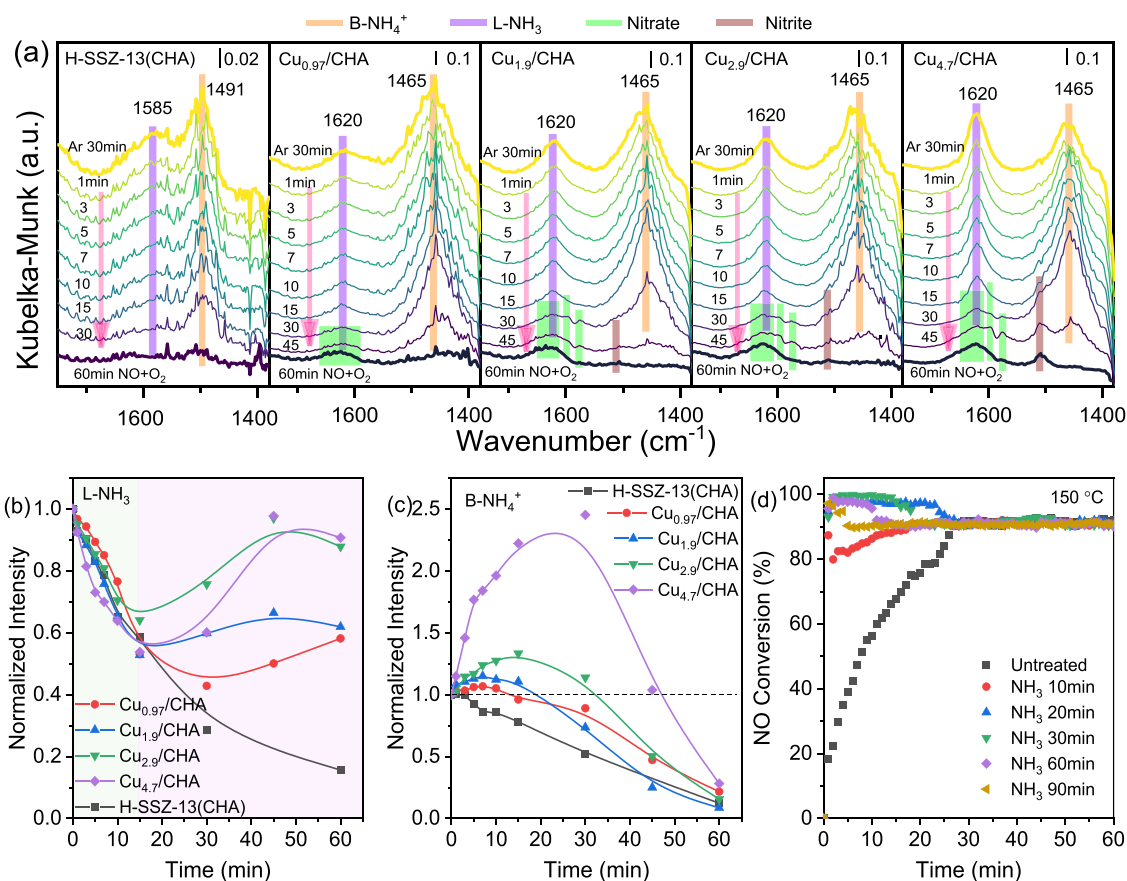 B-NH₄⁺ L-NH₃ Nitrate Nitrite
(a)
Kubelka-Munk (a.u.)
H-SSZ-13(CHA) 0.02
1585
1491
Ar 30min
1min
3
5
7
10
15
30
60min NO+O₂
1600 1400
Cu₀.₉₇/CHA 0.1
1465
1620
Ar 30min
1min
3
5
7
10
15
30
45
60min NO+O₂
1600 1400
Cu₁.₉/CHA 0.1
1465
1620
Ar 30min
1min
3
5
7
10
15
30
45
60min NO+O₂
1600 1400
Cu₂.₉/CHA 0.1
1465
1620
Ar 30min
1min
3
5
7
10
15
30
45
60min NO+O₂
1600 1400
Cu₄.₇/CHA 0.1
1465
1620
Ar 30min
1min
3
5
7
10
15
30
45
60min NO+O₂
1600 1400
Wavenumber (cm⁻¹)
(b)
L-NH₃
Normalized Intensity
1.0
0.8
0.6
0.4
0.2
0.0
Cu₀.₉₇/CHA
Cu₁.₉/CHA
Cu₂.₉/CHA
Cu₄.₇/CHA
H-SSZ-13(CHA)
0 10 20 30 40 50 60
Time (min)
(c)
B-NH₄⁺
Normalized Intensity
2.5
2.0
1.5
1.0
0.5
0.0
H-SSZ-13(CHA)
Cu₀.₉₇/CHA
Cu₁.₉/CHA
Cu₂.₉/CHA
Cu₄.₇/CHA
0 10 20 30 40 50 60
Time (min)
(d)
150 °C
NO Conversion (%)
100
80
60
40
20
0
Untreated
NH₃ 10min
NH₃ 20min
NH₃ 30min
NH₃ 60min
NH₃ 90min
0 10 20 30 40 50 60
Time (min)